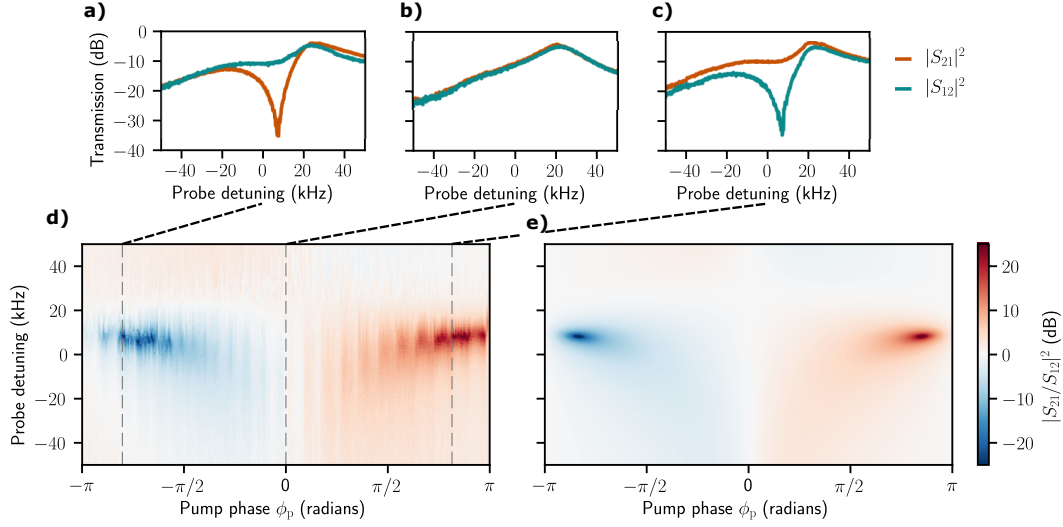 a)
b)
c)
Transmission (dB)
0
−10
−20
−30
−40
−40 −20 0 20 40
Probe detuning (kHz)
−40 −20 0 20 40
Probe detuning (kHz)
−40 −20 0 20 40
Probe detuning (kHz)
|S₂₁|²
|S₁₂|²
d)
e)
Probe detuning (kHz)
40
20
0
−20
−40
−π −π/2 0 π/2 π
Pump phase ϕₚ (radians)
−π −π/2 0 π/2 π
Pump phase ϕₚ (radians)
20
10
0
−10
−20
|S₂₁/S₁₂|² (dB)